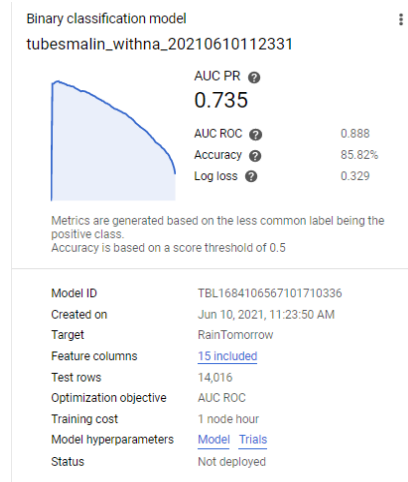 Binary classification model
tubesmalin_withna_20210610112331
AUC PR
0.735
AUC ROC 0.888
Accuracy 85.82%
Log loss 0.329
Metrics are generated based on the less common label being the
positive class.
Accuracy is based on a score threshold of 0.5
Model ID TBL1684106567101710336
Created on Jun 10, 2021, 11:23:50 AM
Target RainTomorrow
Feature columns 15 included
Test rows 14,016
Optimization objective AUC ROC
Training cost 1 node hour
Model hyperparameters Model Trials
Status Not deployed